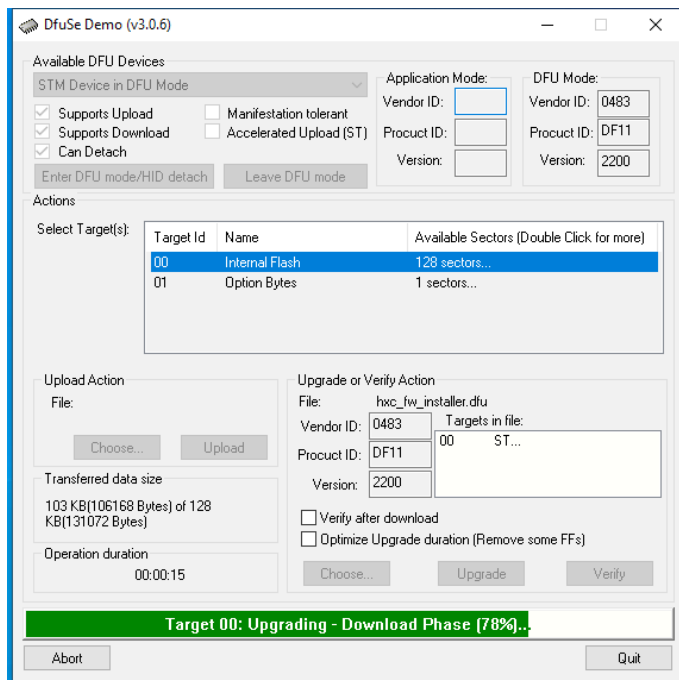 DfuSe Demo (v3.0.6)
Available DFU Devices
STM Device in DFU Mode
Supports Upload
Manifestation tolerant
Supports Download
Accelerated Upload (ST)
Can Detach
Enter DFU mode/HID detach
Leave DFU mode
Application Mode:
Vendor ID:
Procuct ID:
Version:
DFU Mode:
Vendor ID: 0483
Procuct ID: DF11
Version: 2200
Actions
Select Target(s):
Target Id Name Available Sectors (Double Click for more)
00 Internal Flash 128 sectors...
01 Option Bytes 1 sectors...
Upload Action
File:
Choose...
Upload
Transferred data size
103 KB(106168 Bytes) of 128
KB(131072 Bytes)
Operation duration
00:00:15
Upgrade or Verify Action
File: hxc_fw_installer.dfu
Vendor ID: 0483
Procuct ID: DF11
Version: 2200
Targets in file:
00 ST...
Verify after download
Optimize Upgrade duration (Remove some FFs)
Choose...
Upgrade
Verify
Target 00: Upgrading - Download Phase (78%)...
Abort
Quit